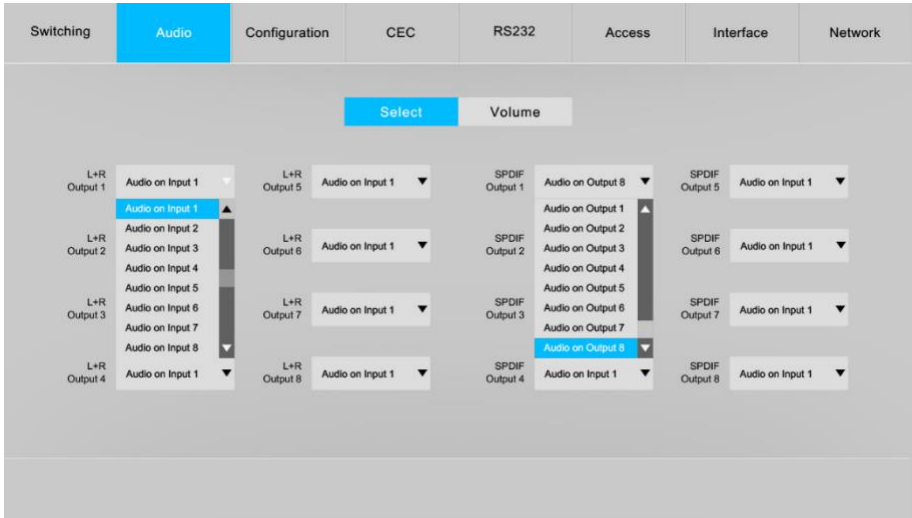 Switching Audio Configuration CEC RS232 Access Interface Network
Select Volume
L+R
Output 1
Audio on Input 1
L+R
Output 5
Audio on Input 1
SPDIF
Output 1
Audio on Output 8
SPDIF
Output 5
Audio on Input 1
Audio on Input 1
Audio on Input 2
Audio on Input 3
Audio on Input 4
Audio on Input 5
Audio on Input 6
Audio on Input 7
Audio on Input 8
Audio on Output 1
Audio on Output 2
Audio on Output 3
Audio on Output 4
Audio on Output 5
Audio on Output 6
Audio on Output 7
Audio on Output 8
L+R
Output 2
L+R
Output 6
Audio on Input 1
SPDIF
Output 2
SPDIF
Output 6
Audio on Input 1
L+R
Output 3
L+R
Output 7
Audio on Input 1
SPDIF
Output 3
SPDIF
Output 7
Audio on Input 1
L+R
Output 4
Audio on Input 1
L+R
Output 8
Audio on Input 1
SPDIF
Output 4
Audio on Input 1
SPDIF
Output 8
Audio on Input 1